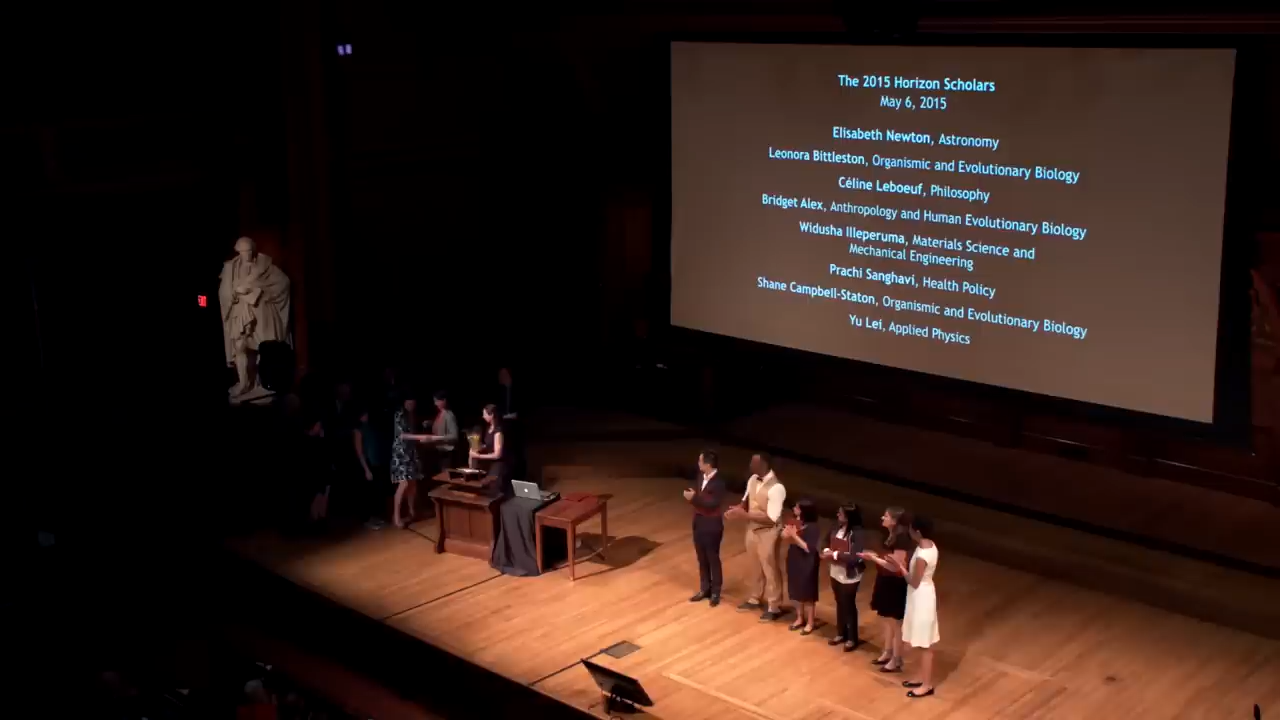 The 2015 Horizon Scholars
May 6, 2015
Elisabeth Newton, Astronomy
Leonora Bittleston, Organismic and Evolutionary Biology
Céline Leboeuf, Philosophy
Bridget Alex, Anthropology and Human Evolutionary Biology
Widusha Illeperuma, Materials Science and
Mechanical Engineering
Prachi Sanghavi, Health Policy
Shane Campbell-Staton, Organismic and Evolutionary Biology
Yu Lei, Applied Physics